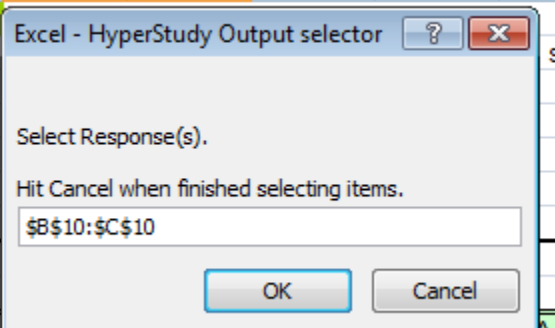 Excel - HyperStudy Output selector
Select Response(s).
Hit Cancel when finished selecting items.
$B$10:$C$10
OK Cancel